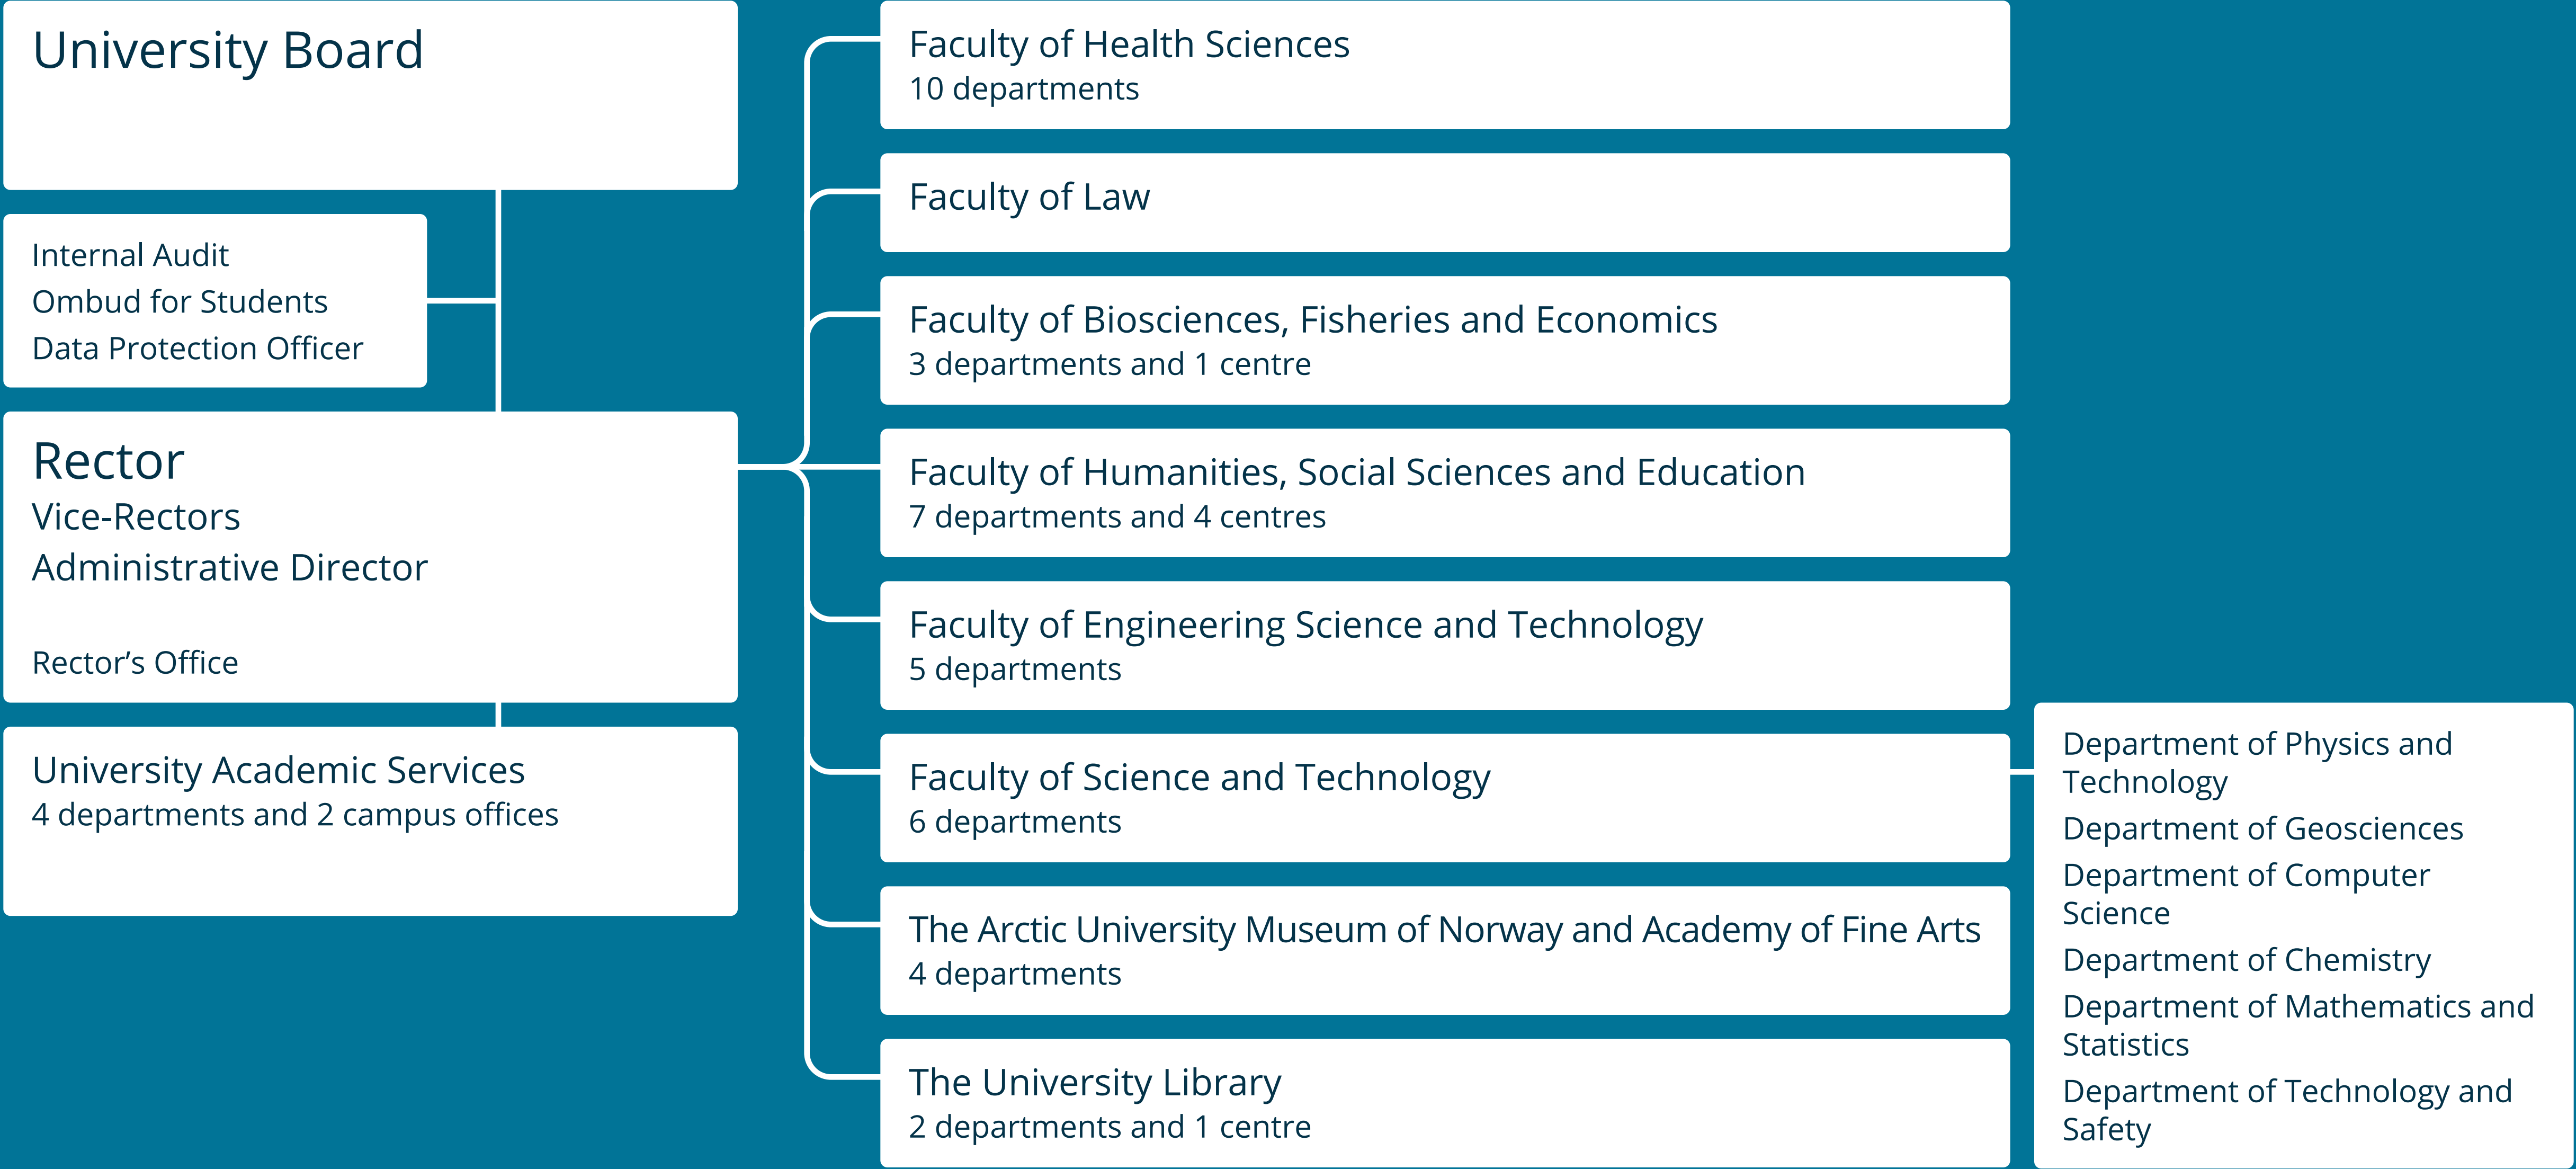 University Board
Internal Audit
Ombud for Students
Data Protection Officer
Rector
Vice-Rectors
Administrative Director
Rector’s Office
University Academic Services
4 departments and 2 campus offices
Faculty of Health Sciences
10 departments
Faculty of Law
Faculty of Biosciences, Fisheries and Economics
3 departments and 1 centre
Faculty of Humanities, Social Sciences and Education
7 departments and 4 centres
Faculty of Engineering Science and Technology
5 departments
Faculty of Science and Technology
6 departments
The Arctic University Museum of Norway and Academy of Fine Arts
4 departments
The University Library
2 departments and 1 centre
Department of Physics and
Technology
Department of Geosciences
Department of Computer
Science
Department of Chemistry
Department of Mathematics and
Statistics
Department of Technology and
Safety